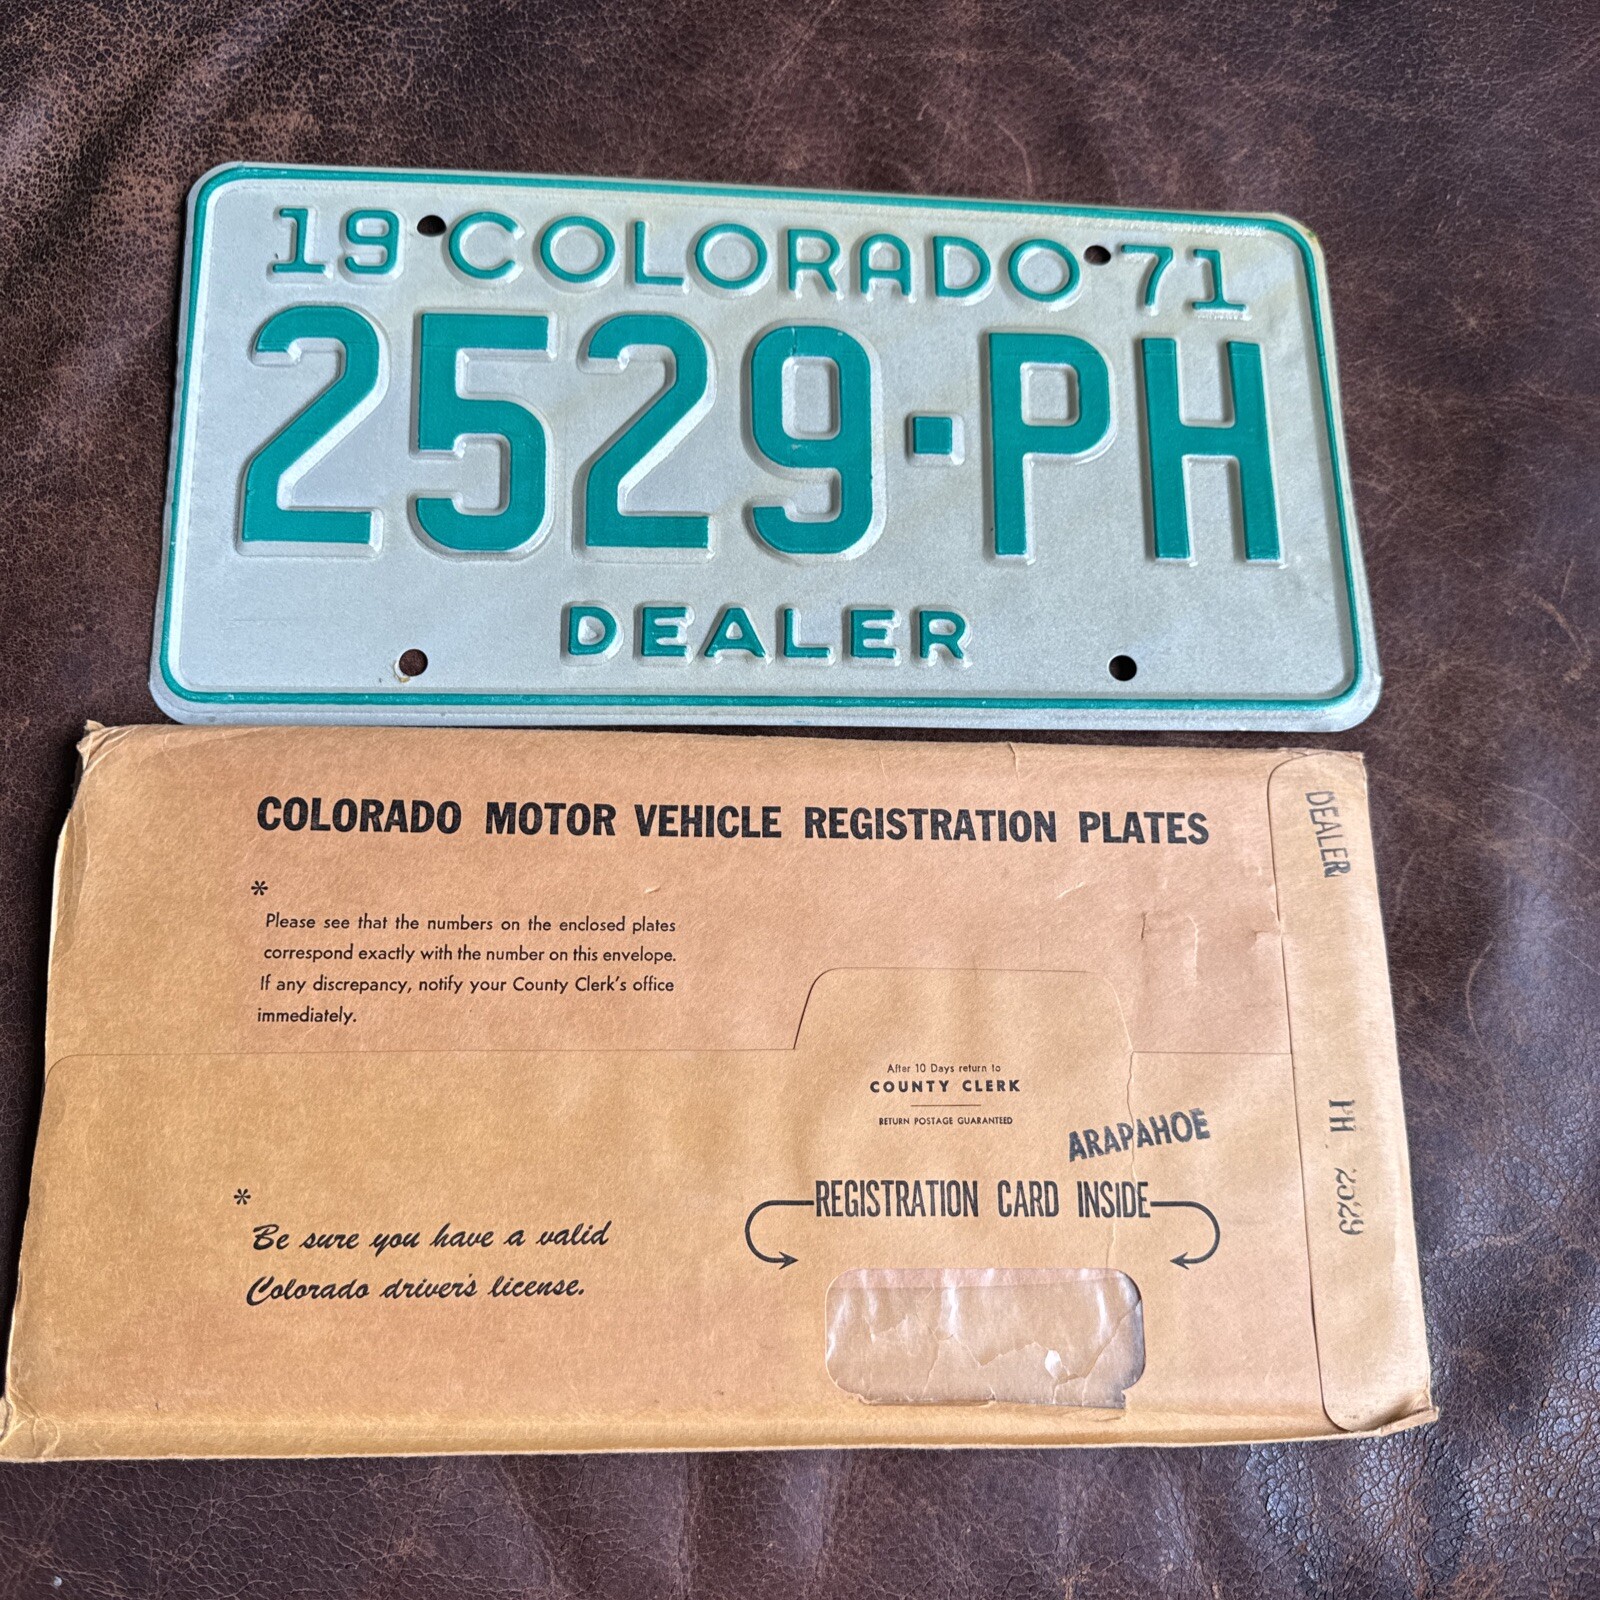 19 COLORADO 71
2529-PH
DEALER
COLORADO MOTOR VEHICLE REGISTRATION PLATES
*
Please see that the numbers on the enclosed plates
correspond exactly with the number on this envelope.
If any discrepancy, notify your County Clerk's office
immediately.
After 10 Days return to
COUNTY CLERK
RETURN POSTAGE GUARANTEED
ARAPAHOE
REGISTRATION CARD INSIDE
*
Be sure you have a valid
Colorado driver's license.
DEALER
PH 2529